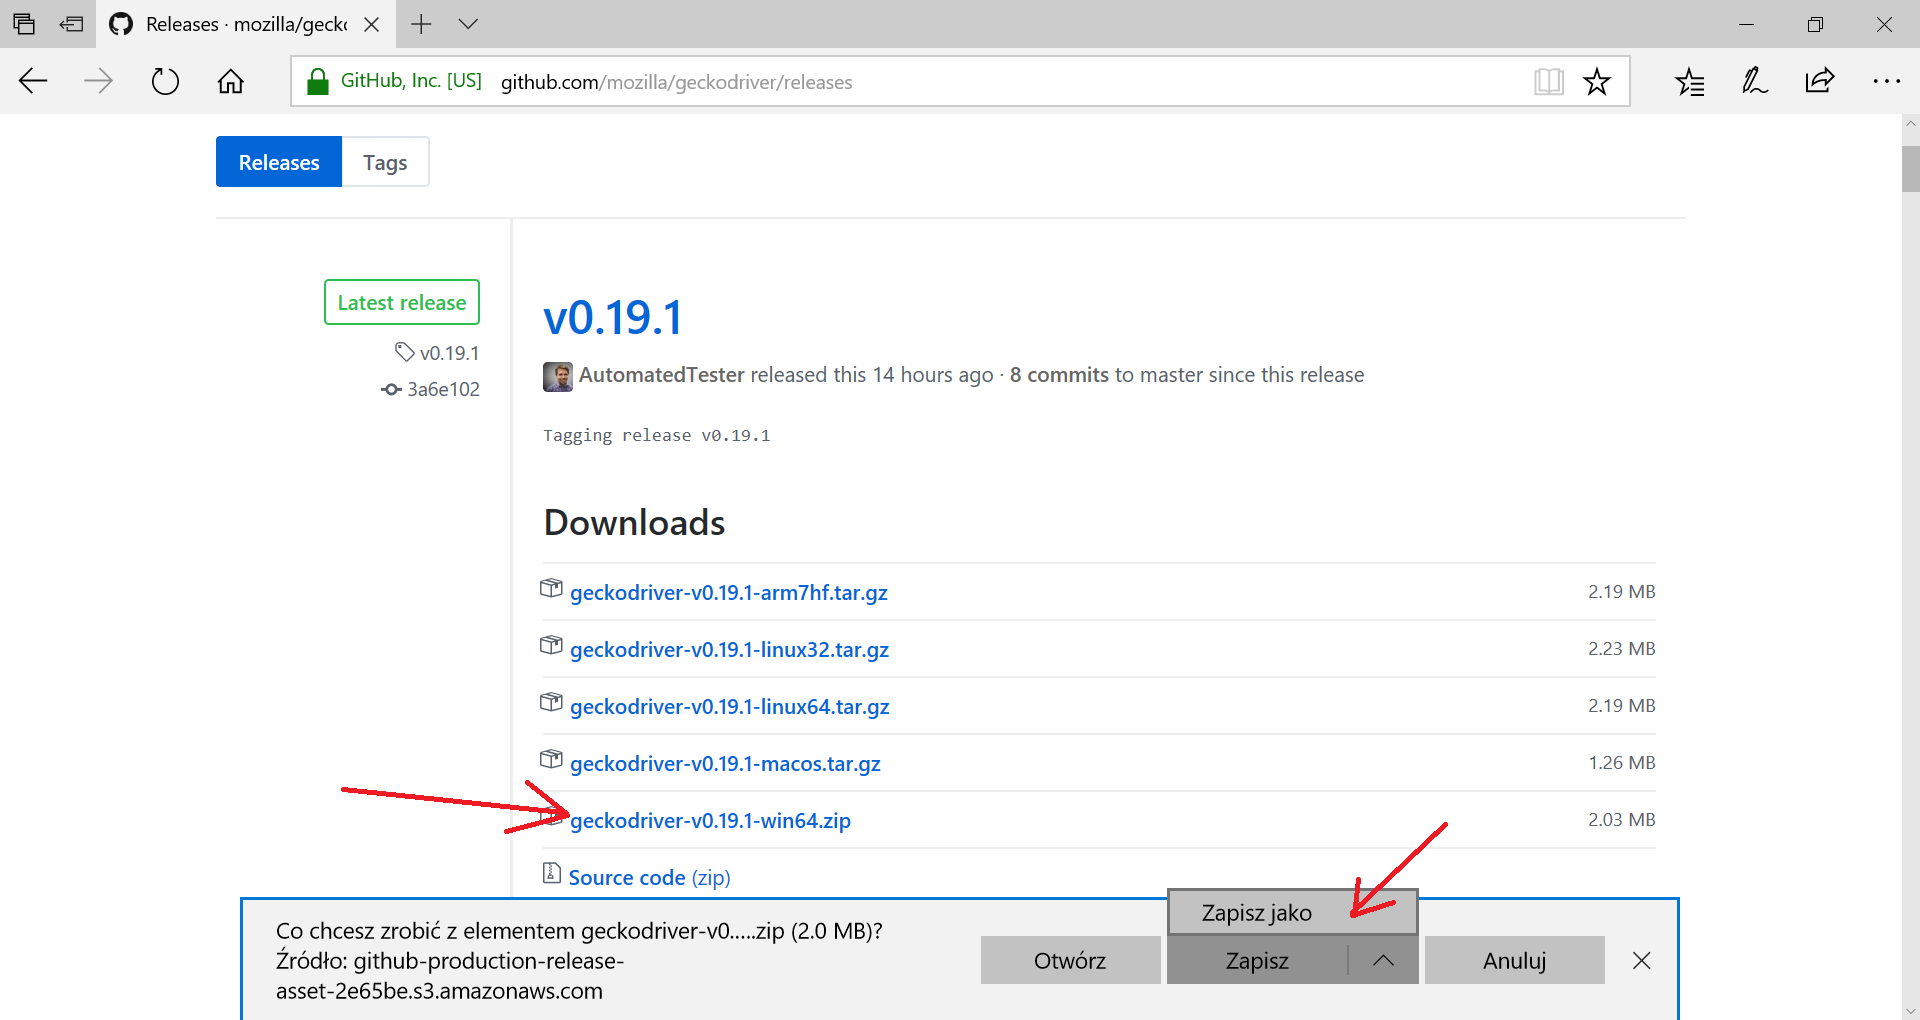 Releases · mozilla/geck
GitHub, Inc. [US] github.com/mozilla/geckodriver/releases
Releases Tags
Latest release
v0.19.1
3a6e102
v0.19.1
AutomatedTester released this 14 hours ago · 8 commits to master since this release
Tagging release v0.19.1
Downloads
geckodriver-v0.19.1-arm7hf.tar.gz 2.19 MB
geckodriver-v0.19.1-linux32.tar.gz 2.23 MB
geckodriver-v0.19.1-linux64.tar.gz 2.19 MB
geckodriver-v0.19.1-macos.tar.gz 1.26 MB
geckodriver-v0.19.1-win64.zip 2.03 MB
Source code (zip)
Co chcesz zrobić z elementem geckodriver-v0.....zip (2.0 MB)?
Źródło: github-production-release-
asset-2e65be.s3.amazonaws.com
Zapisz jako
Otwórz Zapisz Anuluj